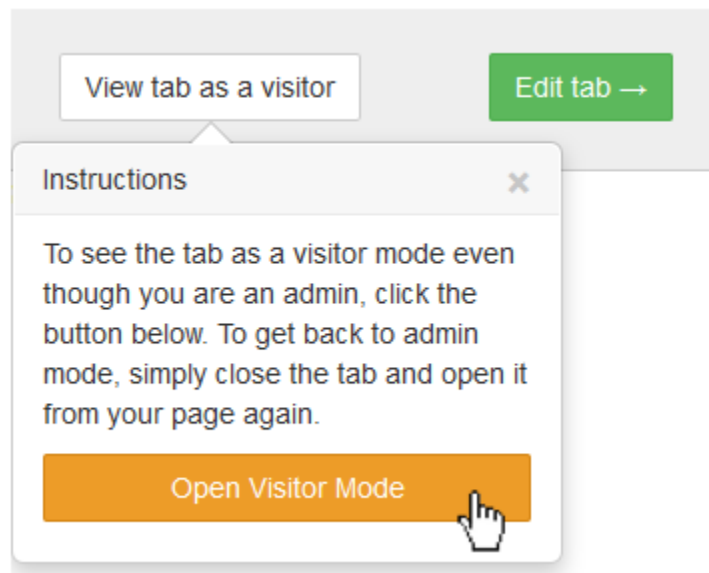 View tab as a visitor
Edit tab →
Instructions
×
To see the tab as a visitor mode even
though you are an admin, click the
button below. To get back to admin
mode, simply close the tab and open it
from your page again.
Open Visitor Mode